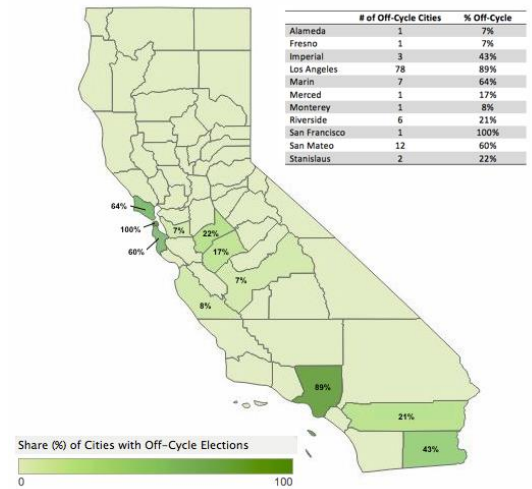 # of Off-Cycle Cities % Off-Cycle
Alameda 1 7%
Fresno 1 7%
Imperial 3 43%
Los Angeles 78 89%
Marin 7 64%
Merced 1 17%
Monterey 1 8%
Riverside 6 21%
San Francisco 1 100%
San Mateo 12 60%
Stanislaus 2 22%
64%
100%
7%
22%
60%
17%
7%
8%
89%
21%
43%
Share (%) of Cities with Off-Cycle Elections
0 100